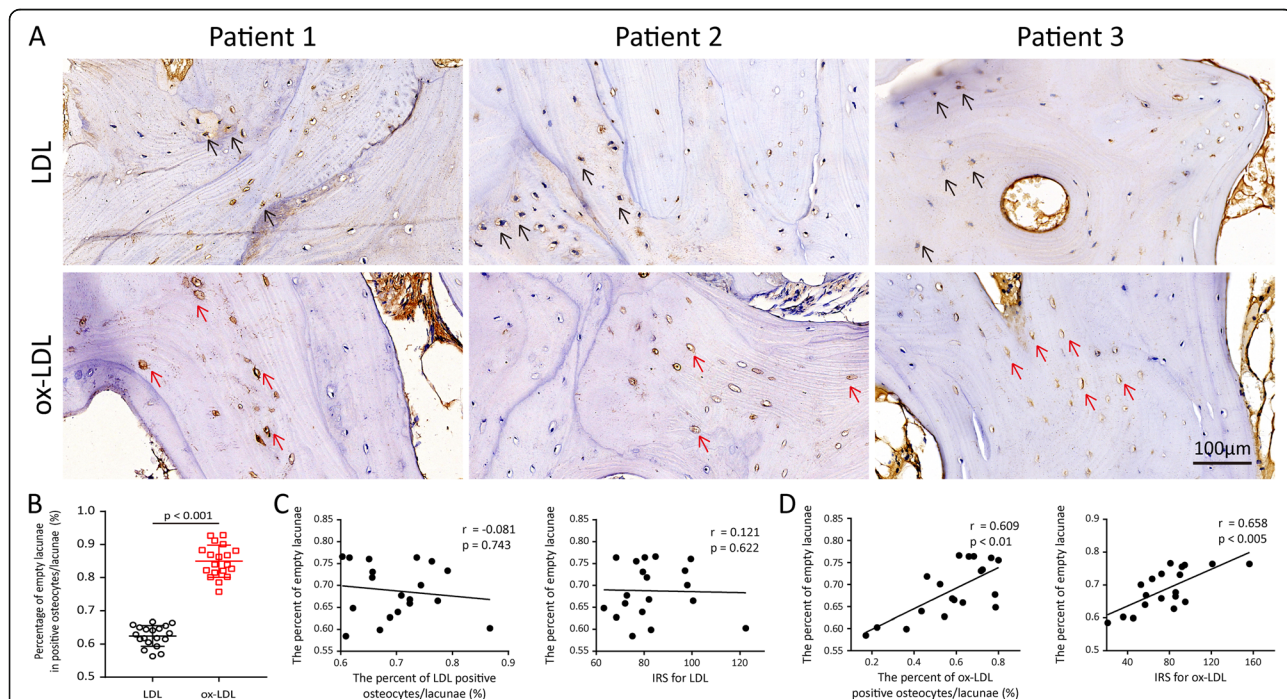 A
Patient 1
Patient 2
Patient 3
LDL
ox-LDL
100μm
B
Percentage of empty lacunae
in positive osteocytes/lacunae (%)
1.0
0.9
0.8
0.7
0.6
0.5
p < 0.001
LDL
ox-LDL
C
The percent of empty lacunae
0.85
0.80
0.75
0.70
0.65
0.60
0.55
r = -0.081
p = 0.743
0.6
0.7
0.8
0.9
The percent of LDL positive
osteocytes/lacunae (%)
The percent of empty lacunae
0.85
0.80
0.75
0.70
0.65
0.60
0.55
r = 0.121
p = 0.622
60
80
100
120
140
IRS for LDL
D
The percent of empty lacunae
0.85
0.80
0.75
0.70
0.65
0.60
0.55
r = 0.609
p < 0.01
0.2
0.4
0.6
0.8
The percent of ox-LDL
positive osteocytes/lacunae (%)
The percent of empty lacunae
0.9
0.8
0.7
0.6
0.5
r = 0.658
p < 0.005
40
80
120
160
IRS for ox-LDL